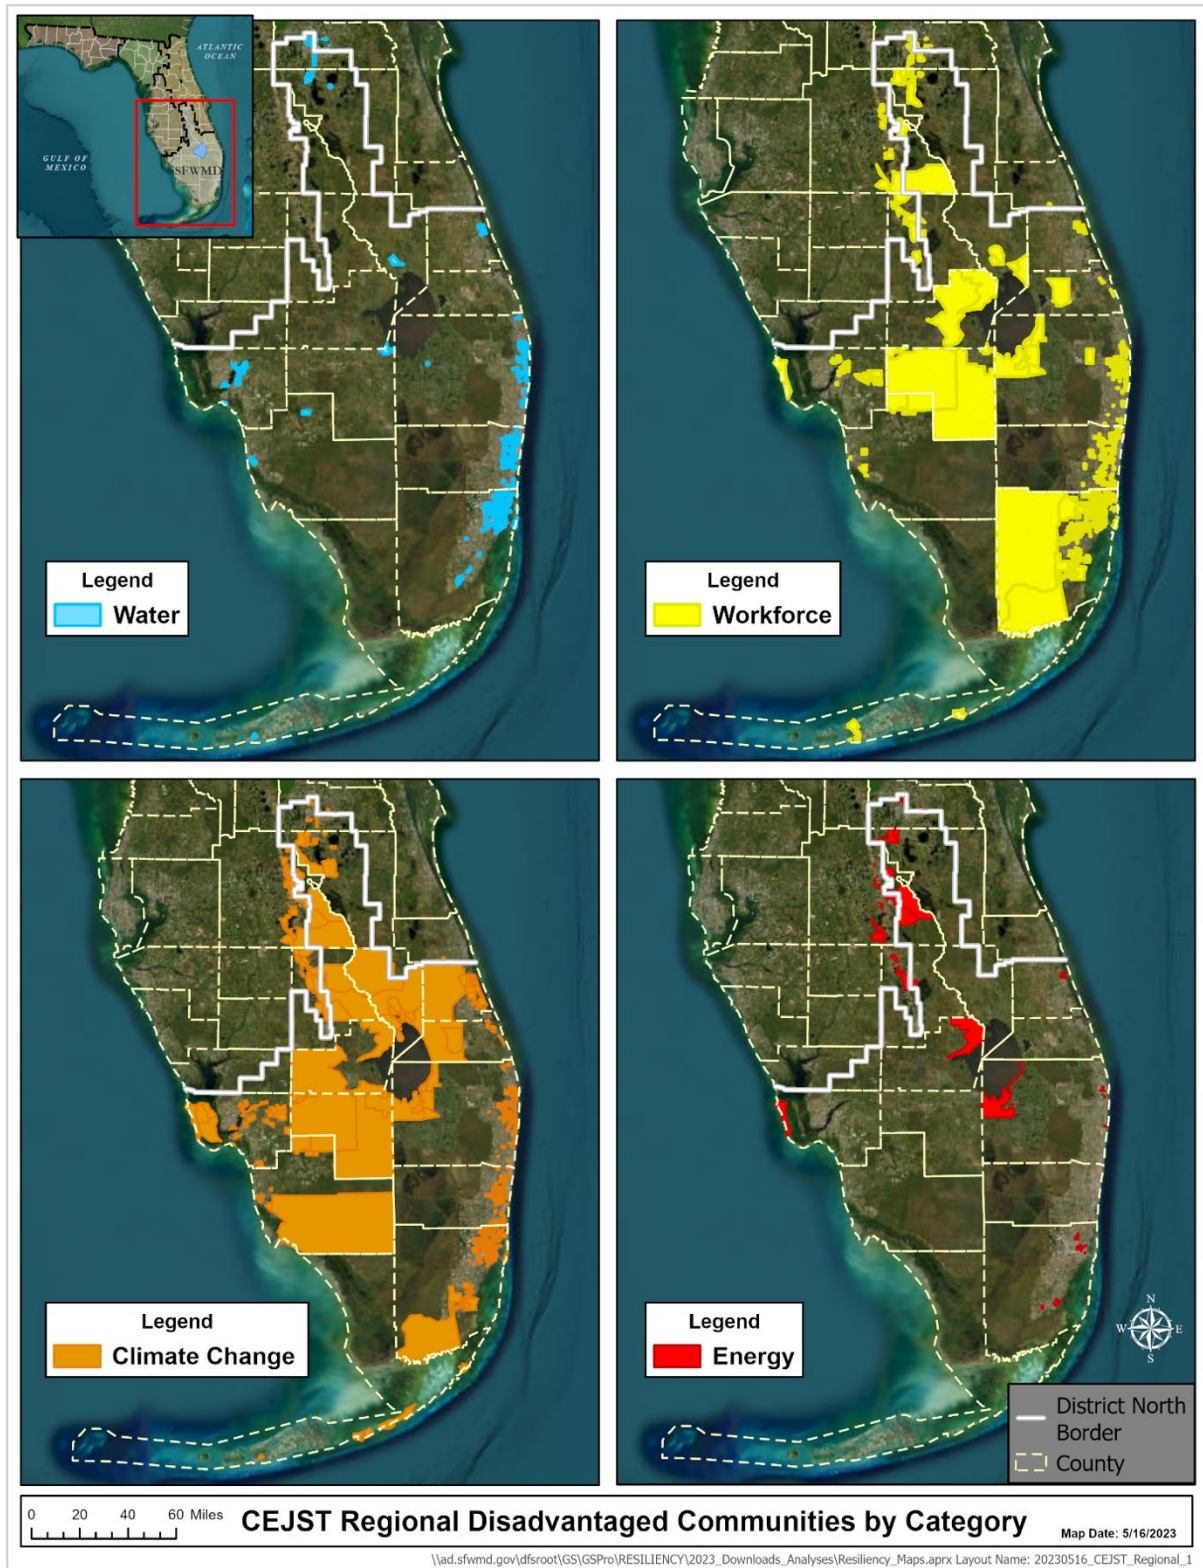 ATLANTIC
OCEAN
GULF OF
MEXICO
SFWMD
Legend
Water
Legend
Workforce
Legend
Climate Change
Legend
Energy
N
W E
S
District North
Border
County
0 20 40 60 Miles
CEJST Regional Disadvantaged Communities by Category
Map Date: 5/16/2023
\\ad.sfwmd.gov\dfsroot\GS\GSPro\RESILIENCY\2023_Downloads_Analyses\Resiliency_Maps.aprx Layout Name: 20230516_CEJST_Regional_1